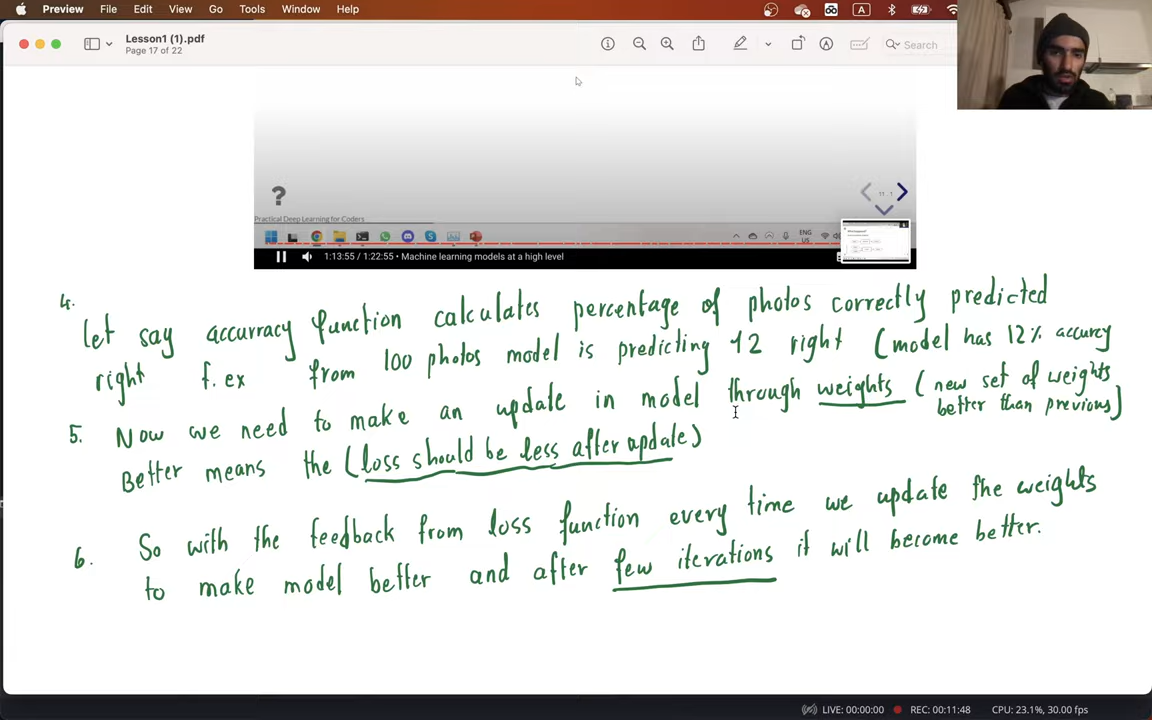 Preview File Edit View Go Tools Window Help
A
Lesson1 (1).pdf
Page 17 of 22
Search
?
11.1
Practical Deep Learning for Coders
ENG
US
1:13:55 / 1:22:55 • Machine learning models at a high level
4.
let say accurracy function calculates percentage of photos correctly predicted
right f. ex from 100 photos model is predicting 12 right (model has 12% accurcy
5. Now we need to make an update in model through weights (new set of weights
better than previous)
Better means the (loss should be less after update)
6. So with the feedback from loss function every time we update the weights
to make model better and after few iterations it will become better.
LIVE: 00:00:00 REC: 00:11:48 CPU: 23.1%, 30.00 fps